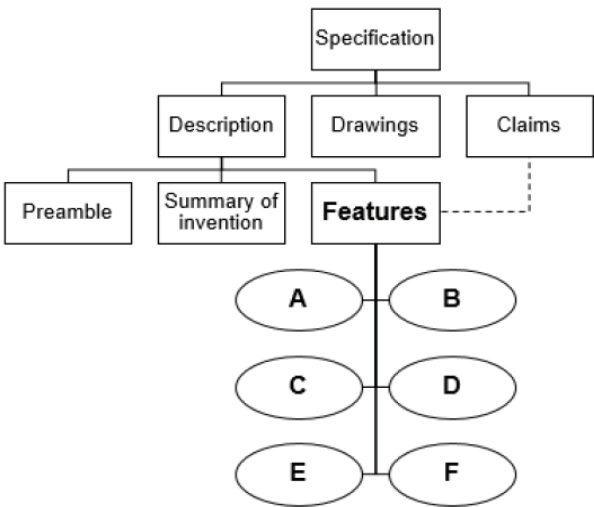 Specification
Description
Drawings
Claims
Preamble
Summary of
invention
Features
A
B
C
D
E
F